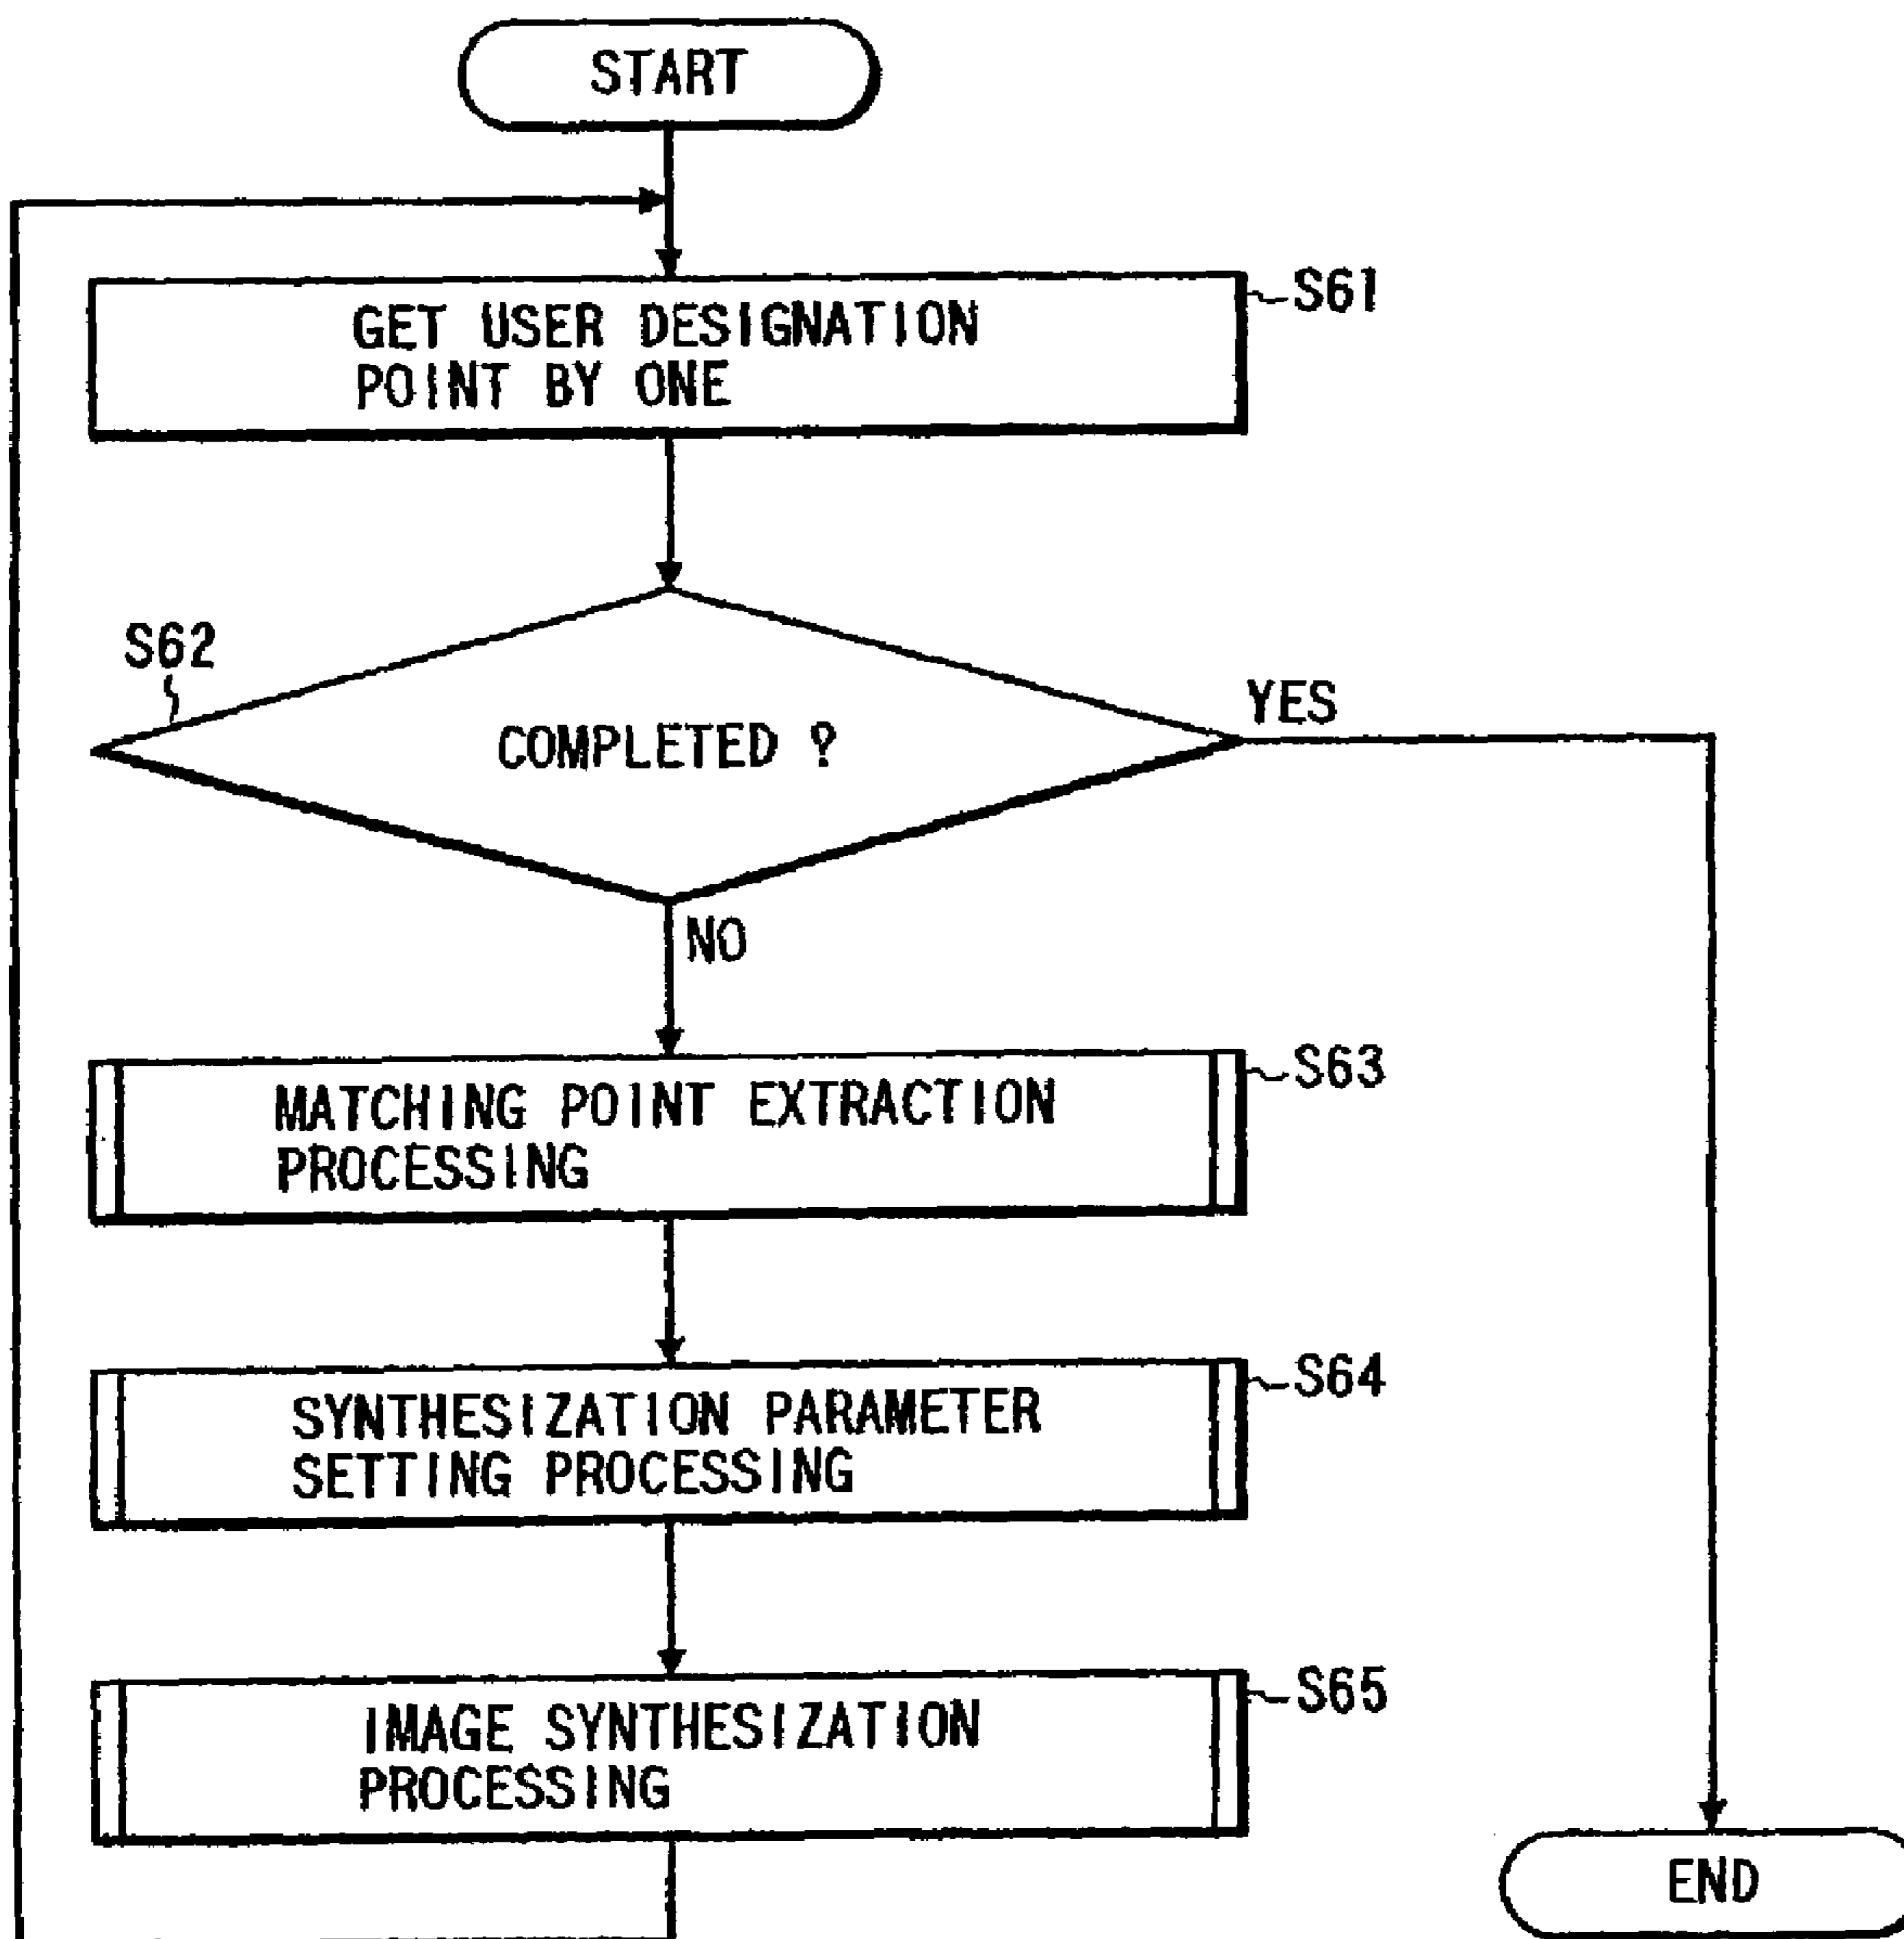 START
GET USER DESIGNATION
POINT BY ONE
S61
S62
COMPLETED ?
YES
NO
MATCHING POINT EXTRACTION
PROCESSING
S63
SYNTHESIZATION PARAMETER
SETTING PROCESSING
S64
IMAGE SYNTHESIZATION
PROCESSING
S65
END